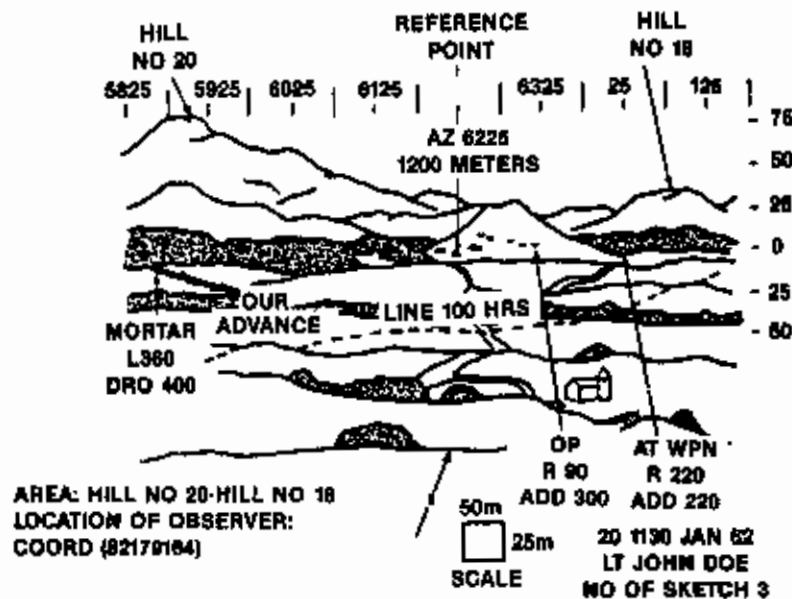 HILL
NO 20
REFERENCE
POINT
HILL
NO 18
5825 5925 6025 6125 6325 25 125
75
50
25
0
25
50
AZ 6225
1200 METERS
OUR
ADVANCE
LINE 100 HRS
MORTAR
L360
DRO 400
OP
R 90
ADD 300
AT WPN
R 220
ADD 220
AREA: HILL NO 20-HILL NO 18
LOCATION OF OBSERVER:
COORD (82179164)
50m
25m
SCALE
20 1130 JAN 62
LT JOHN DOE
NO OF SKETCH 3